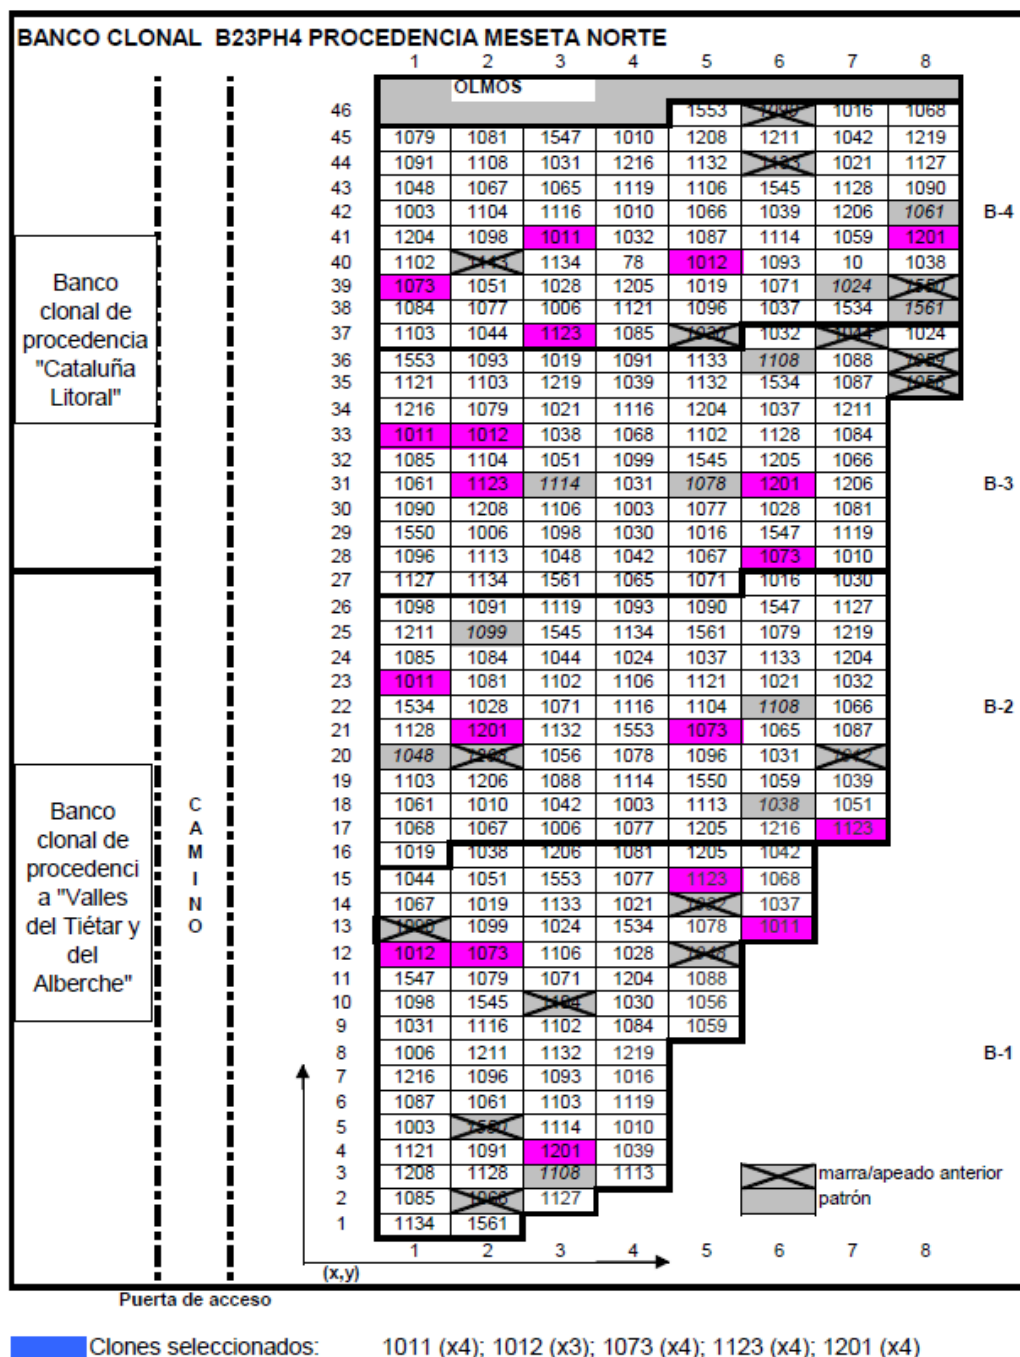 BANCO CLONAL B23PH4 PROCEDENCIA MESETA NORTE
1 2 3 4 5 6 7 8
OLMOS
46 1553 1016 1068
45 1079 1081 1547 1010 1208 1211 1042 1219
44 1091 1108 1031 1216 1132 1021 1127
43 1048 1067 1065 1119 1106 1545 1128 1090
42 1003 1104 1116 1010 1066 1039 1206 1061 B-4
41 1204 1098 1011 1032 1087 1114 1059 1201
40 1102 1134 78 1012 1093 10 1038
39 1073 1051 1028 1205 1019 1071 1024
38 1084 1077 1006 1121 1096 1037 1534 1561
37 1103 1044 1123 1085 1032 1024
36 1553 1093 1019 1091 1133 1108 1088
35 1121 1103 1219 1039 1132 1534 1087
34 1216 1079 1021 1116 1204 1037 1211
33 1011 1012 1038 1068 1102 1128 1084
32 1085 1104 1051 1099 1545 1205 1066
31 1061 1123 1114 1031 1078 1201 1206 B-3
30 1090 1208 1106 1003 1077 1028 1081
29 1550 1006 1098 1030 1016 1547 1119
28 1096 1113 1048 1042 1067 1073 1010
27 1127 1134 1561 1065 1071 1016 1030
26 1098 1091 1119 1093 1090 1547 1127
25 1211 1099 1545 1134 1561 1079 1219
24 1085 1084 1044 1024 1037 1133 1204
23 1011 1081 1102 1106 1121 1021 1032
22 1534 1028 1071 1116 1104 1108 1066 B-2
21 1128 1201 1132 1553 1073 1065 1087
20 1048 1056 1078 1096 1031
19 1103 1206 1088 1114 1550 1059 1039
18 1061 1010 1042 1003 1113 1038 1051
17 1068 1067 1006 1077 1205 1216 1123
16 1019 1038 1206 1081 1205 1042
15 1044 1051 1553 1077 1123 1068
14 1067 1019 1133 1021 1037
13 1099 1024 1534 1078 1011
12 1012 1073 1106 1028
11 1547 1079 1071 1204 1088
10 1098 1545 1030 1056
9 1031 1116 1102 1084 1059
8 1006 1211 1132 1219 B-1
7 1216 1096 1093 1016
6 1087 1061 1103 1119
5 1003 1114 1010
4 1121 1091 1201 1039
3 1208 1128 1108 1113
2 1085 1127
1 1134 1561
1 2 3 4 5 6 7 8
(x,y)
Banco
clonal de
procedencia
"Cataluña
Litoral"
Banco
clonal de
procedenci
a "Valles
del Tiétar y
del
Alberche"
C
A
M
I
N
O
marra/apeado anterior
patrón
Puerta de acceso
Clones seleccionados: 1011 (x4); 1012 (x3); 1073 (x4); 1123 (x4); 1201 (x4)